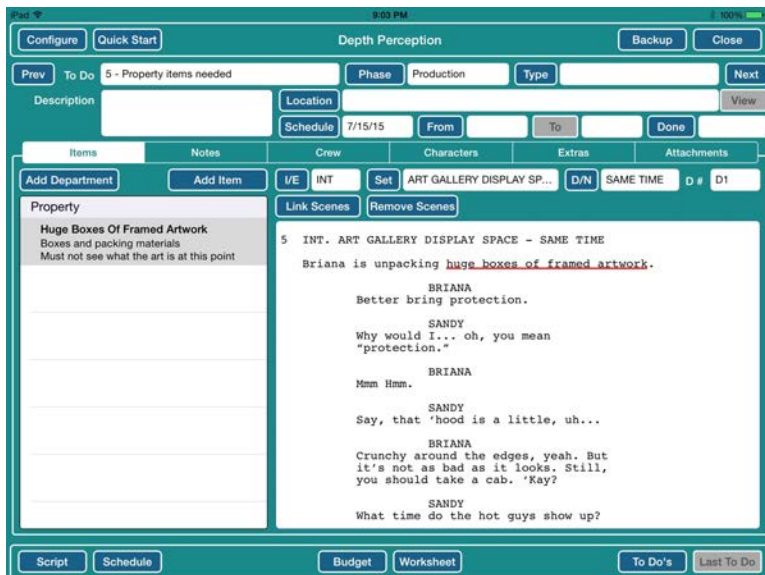 iPad 9:03 PM 100%
Configure Quick Start Depth Perception Backup Close
Prev To Do 5 - Property items needed Phase Production Type Next
Description Location View
Schedule 7/15/15 From To Done
Items Notes Crew Characters Extras Attachments
Add Department Add Item I/E INT Set ART GALLERY DISPLAY SP... D/N SAME TIME D # D1
Property
Huge Boxes Of Framed Artwork
Boxes and packing materials
Must not see what the art is at this point
Link Scenes Remove Scenes
5 INT. ART GALLERY DISPLAY SPACE - SAME TIME
Briana is unpacking huge boxes of framed artwork.
BRIANA
Better bring protection.
SANDY
Why would I... oh, you mean
“protection.”
BRIANA
Mmm Hmm.
SANDY
Say, that ‘hood is a little, uh...
BRIANA
Crunchy around the edges, yeah. But
it’s not as bad as it looks. Still,
you should take a cab. ‘Kay?
SANDY
What time do the hot guys show up?
Script Schedule Budget Worksheet To Do's Last To Do